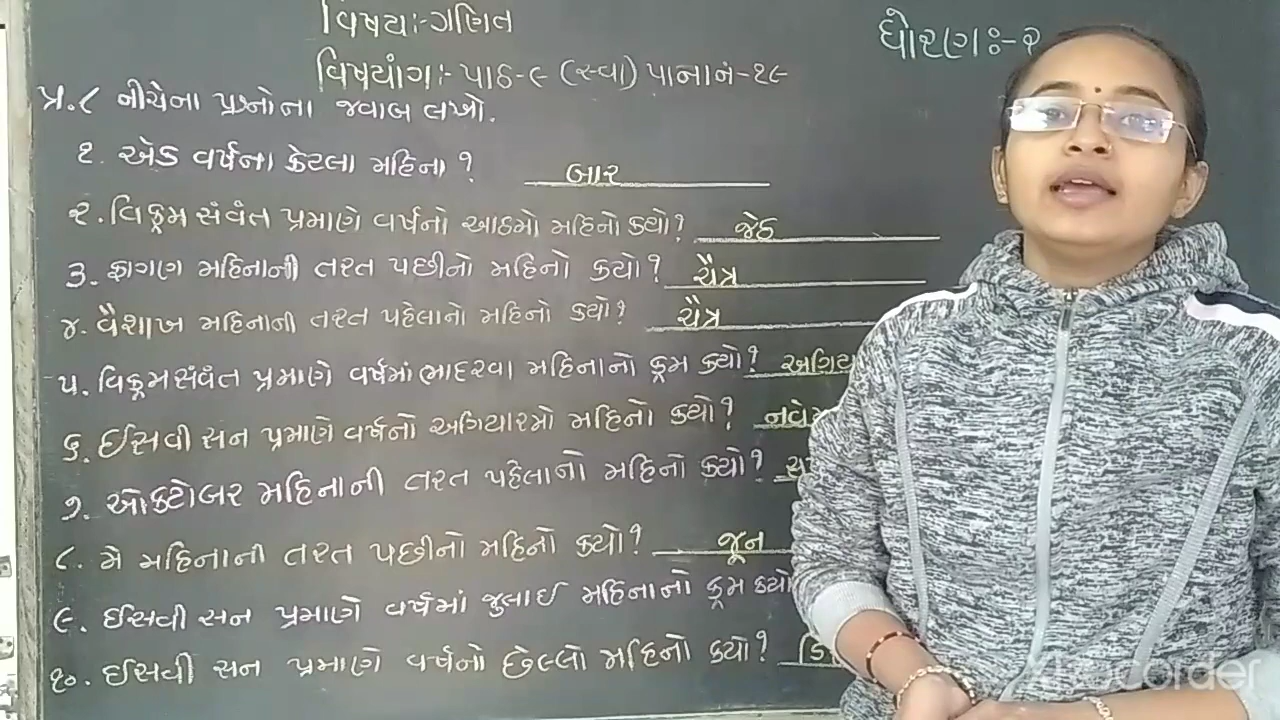 વિષય:-ગણિત
ધોરણ:-૨
વિષયાંગ:- પાઠ-૯ (સ્વા) પાનાનં-૧૯
પ્ર.૮ નીચેના પ્રશ્નોના જવાબ લખો.
૧. એક વર્ષના કેટલા મહિના ? બાર
૨. વિક્રમ સંવંત પ્રમાણે વર્ષનો આઠમો મહિનો કયો? જેઠ
૩. ફાગણ મહિનાની તરત પછીનો મહિનો કયો? ચૈત્ર
૪. વૈશાખ મહિનાની તરત પહેલાનો મહિનો કયો? ચૈત્ર
૫. વિક્રમસંવંત પ્રમાણે વર્ષમાં ભાદરવા મહિનાનો ક્રમ કયો? અગિય
૬. ઈસવી સન પ્રમાણે વર્ષનો અગિયારમો મહિનો કયો? નવે
૭. ઓક્ટોબર મહિનાની તરત પહેલાનો મહિનો કયો?
૮. મે મહિનાની તરત પછીનો મહિનો કયો? જૂન
૯. ઈસવી સન પ્રમાણે વર્ષમાં જુલાઈ મહિનાનો ક્રમ કયો
૧૦. ઈસવી સન પ્રમાણે વર્ષનો છેલ્લો મહિનો કયો? ડિ